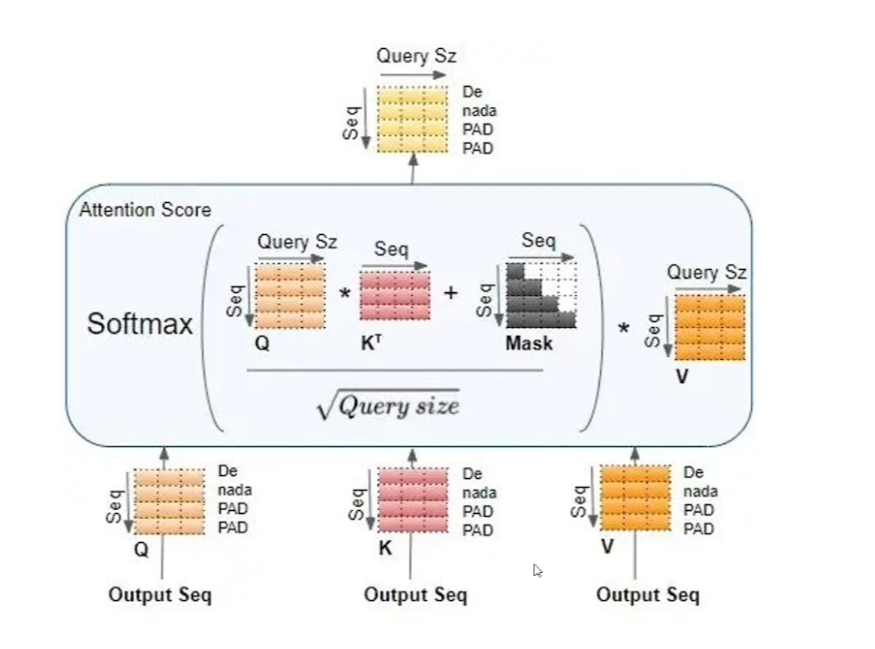 Query Sz
Seq
De
nada
PAD
PAD
Attention Score
Softmax
Query Sz
Seq
Q
*
Seq
Kᵀ
+
Seq
Seq
Mask
√Query size
*
Query Sz
Seq
V
Seq
De
nada
PAD
PAD
Q
Output Seq
Seq
De
nada
PAD
PAD
K
Output Seq
Seq
De
nada
PAD
PAD
V
Output Seq